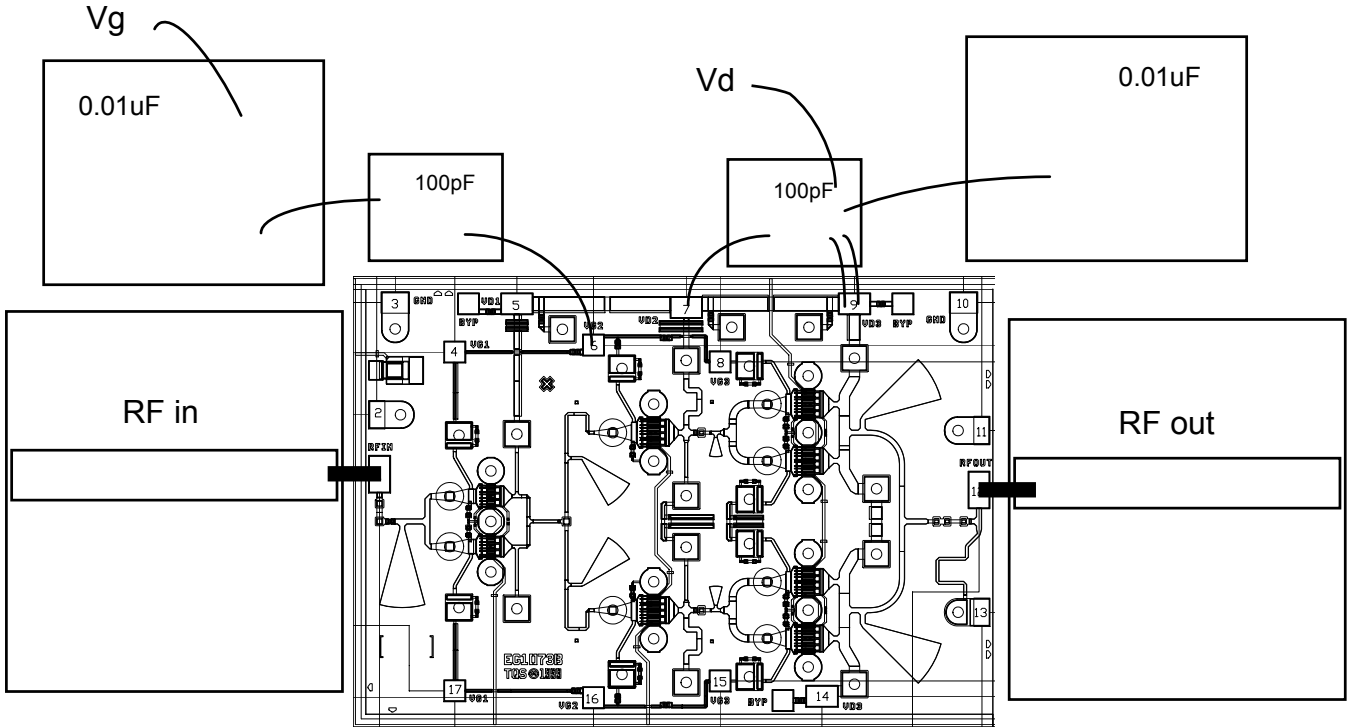 Vg
0.01uF
100pF
Vd
100pF
0.01uF
3
GND
BYP
VD1
5
7
VD2
9
VD3
BYP
10
GND
4
VG1
VG2
6
8
VG3
2
RFIN
RF in
11
RFOUT
RF out
13
17
VG1
16
VG2
15
VG3
BYP
14
VD3